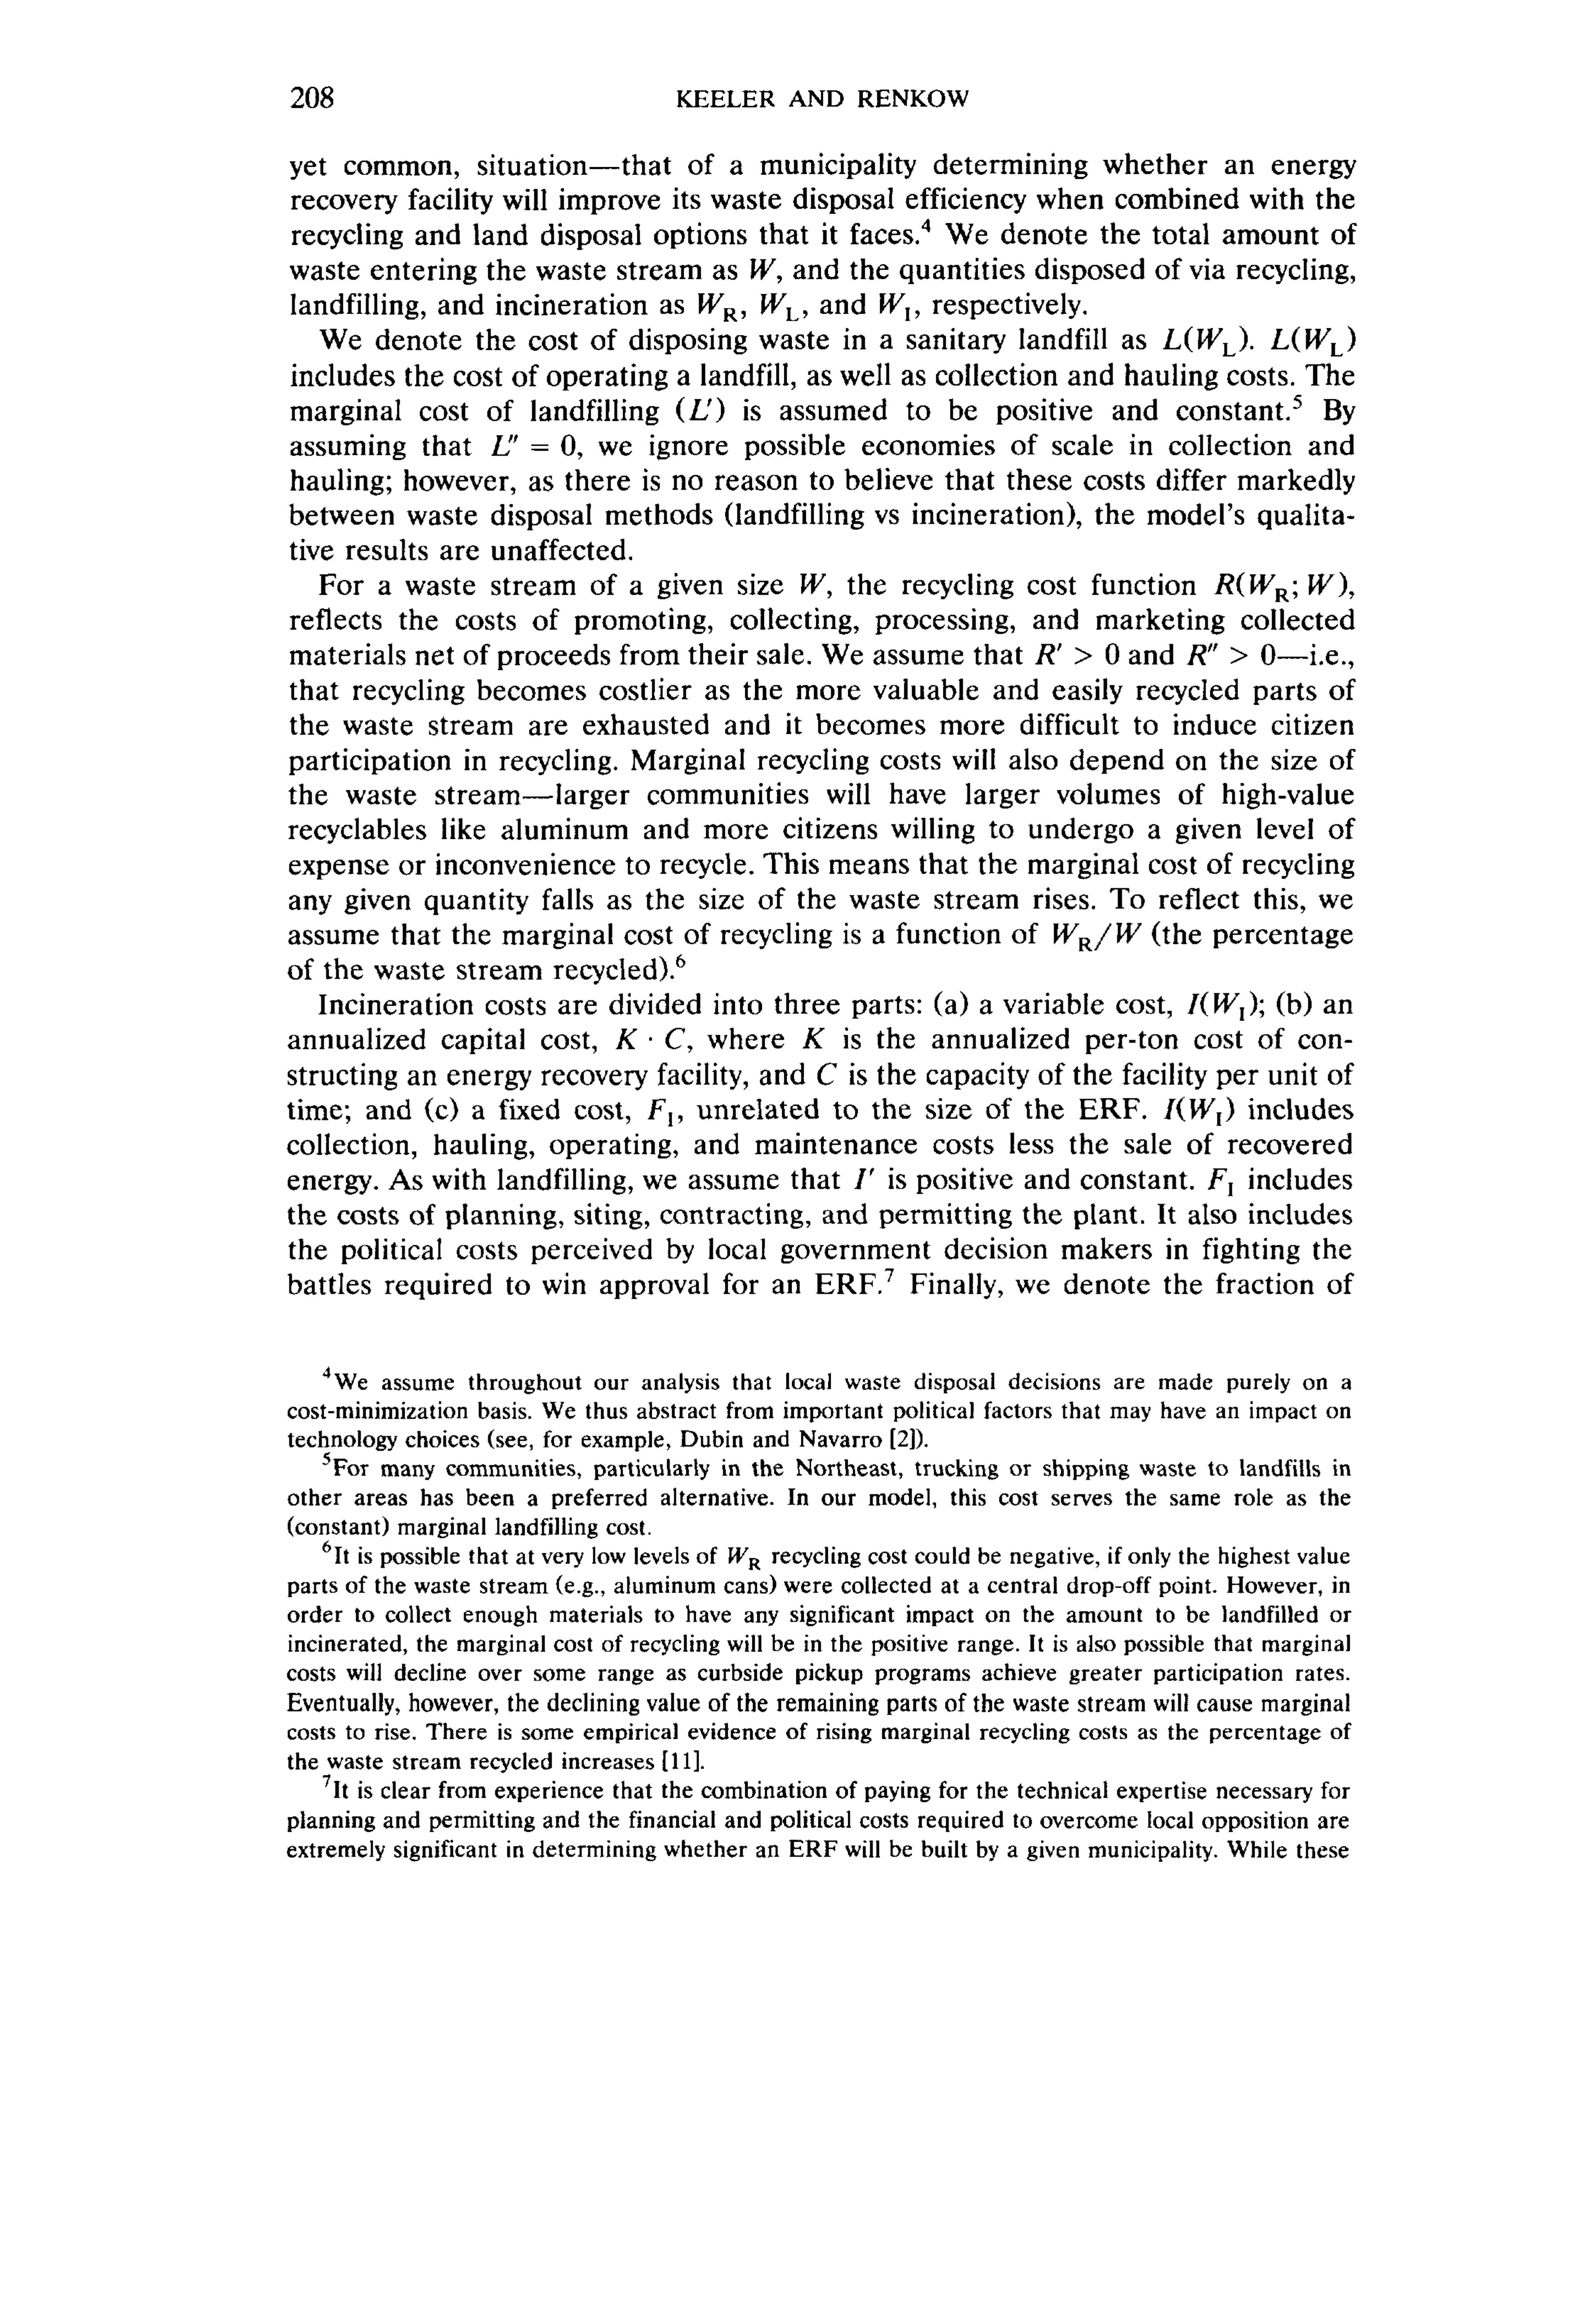 208 KEELER AND RENKOW
yet common, situation—that of a municipality determining whether an energy
recovery facility will improve its waste disposal efficiency when combined with the
recycling and land disposal options that it faces.⁴ We denote the total amount of
waste entering the waste stream as W, and the quantities disposed of via recycling,
landfilling, and incineration as W_R, W_L, and W_I, respectively.
We denote the cost of disposing waste in a sanitary landfill as L(W_L). L(W_L)
includes the cost of operating a landfill, as well as collection and hauling costs. The
marginal cost of landfilling (L′) is assumed to be positive and constant.⁵ By
assuming that L″ = 0, we ignore possible economies of scale in collection and
hauling; however, as there is no reason to believe that these costs differ markedly
between waste disposal methods (landfilling vs incineration), the model's qualita-
tive results are unaffected.
For a waste stream of a given size W, the recycling cost function R(W_R; W),
reflects the costs of promoting, collecting, processing, and marketing collected
materials net of proceeds from their sale. We assume that R′ > 0 and R″ > 0—i.e.,
that recycling becomes costlier as the more valuable and easily recycled parts of
the waste stream are exhausted and it becomes more difficult to induce citizen
participation in recycling. Marginal recycling costs will also depend on the size of
the waste stream—larger communities will have larger volumes of high-value
recyclables like aluminum and more citizens willing to undergo a given level of
expense or inconvenience to recycle. This means that the marginal cost of recycling
any given quantity falls as the size of the waste stream rises. To reflect this, we
assume that the marginal cost of recycling is a function of W_R/W (the percentage
of the waste stream recycled).⁶
Incineration costs are divided into three parts: (a) a variable cost, I(W_I); (b) an
annualized capital cost, K · C, where K is the annualized per-ton cost of con-
structing an energy recovery facility, and C is the capacity of the facility per unit of
time; and (c) a fixed cost, F_I, unrelated to the size of the ERF. I(W_I) includes
collection, hauling, operating, and maintenance costs less the sale of recovered
energy. As with landfilling, we assume that I′ is positive and constant. F_I includes
the costs of planning, siting, contracting, and permitting the plant. It also includes
the political costs perceived by local government decision makers in fighting the
battles required to win approval for an ERF.⁷ Finally, we denote the fraction of
⁴We assume throughout our analysis that local waste disposal decisions are made purely on a
cost-minimization basis. We thus abstract from important political factors that may have an impact on
technology choices (see, for example, Dubin and Navarro [2]).
⁵For many communities, particularly in the Northeast, trucking or shipping waste to landfills in
other areas has been a preferred alternative. In our model, this cost serves the same role as the
(constant) marginal landfilling cost.
⁶It is possible that at very low levels of W_R recycling cost could be negative, if only the highest value
parts of the waste stream (e.g., aluminum cans) were collected at a central drop-off point. However, in
order to collect enough materials to have any significant impact on the amount to be landfilled or
incinerated, the marginal cost of recycling will be in the positive range. It is also possible that marginal
costs will decline over some range as curbside pickup programs achieve greater participation rates.
Eventually, however, the declining value of the remaining parts of the waste stream will cause marginal
costs to rise. There is some empirical evidence of rising marginal recycling costs as the percentage of
the waste stream recycled increases [11].
⁷It is clear from experience that the combination of paying for the technical expertise necessary for
planning and permitting and the financial and political costs required to overcome local opposition are
extremely significant in determining whether an ERF will be built by a given municipality. While these